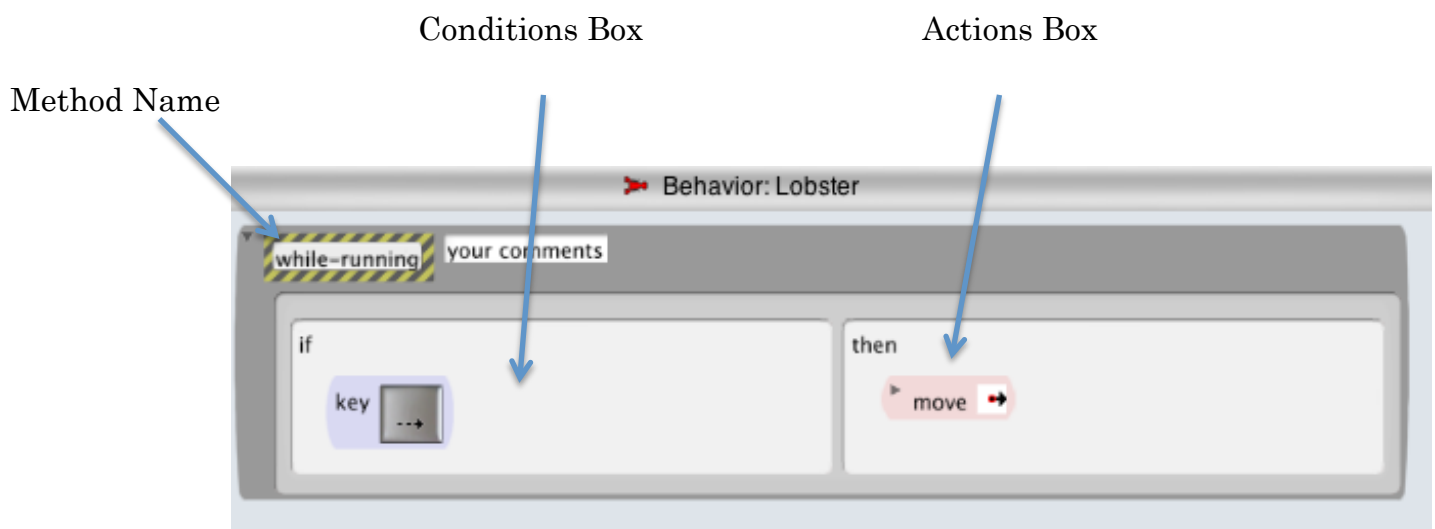 Conditions Box
Actions Box
Method Name
Behavior: Lobster
while-running
your comments
if
then
key
move